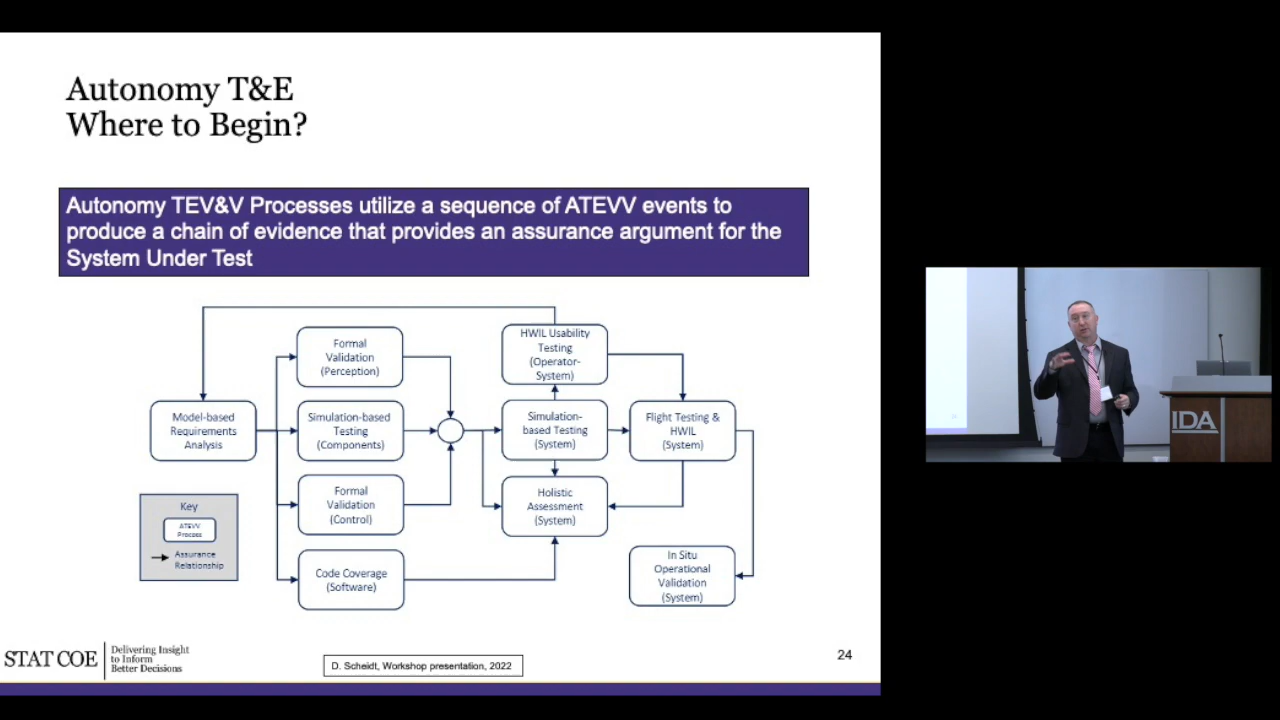 Autonomy T&E
Where to Begin?
Autonomy TEV&V Processes utilize a sequence of ATEVV events to
produce a chain of evidence that provides an assurance argument for the
System Under Test
Formal
Validation
(Perception)
HWIL Usability
Testing
(Operator-
System)
Model-based
Requirements
Analysis
Simulation-based
Testing
(Components)
Simulation-
based Testing
(System)
Flight Testing &
HWIL
(System)
Formal
Validation
(Control)
Holistic
Assessment
(System)
Key
ATEVV
Process
Assurance
Relationship
Code Coverage
(Software)
In Situ
Operational
Validation
(System)
STAT COE
Delivering Insight
to Inform
Better Decisions
D. Scheidt, Workshop presentation, 2022
24
IDA